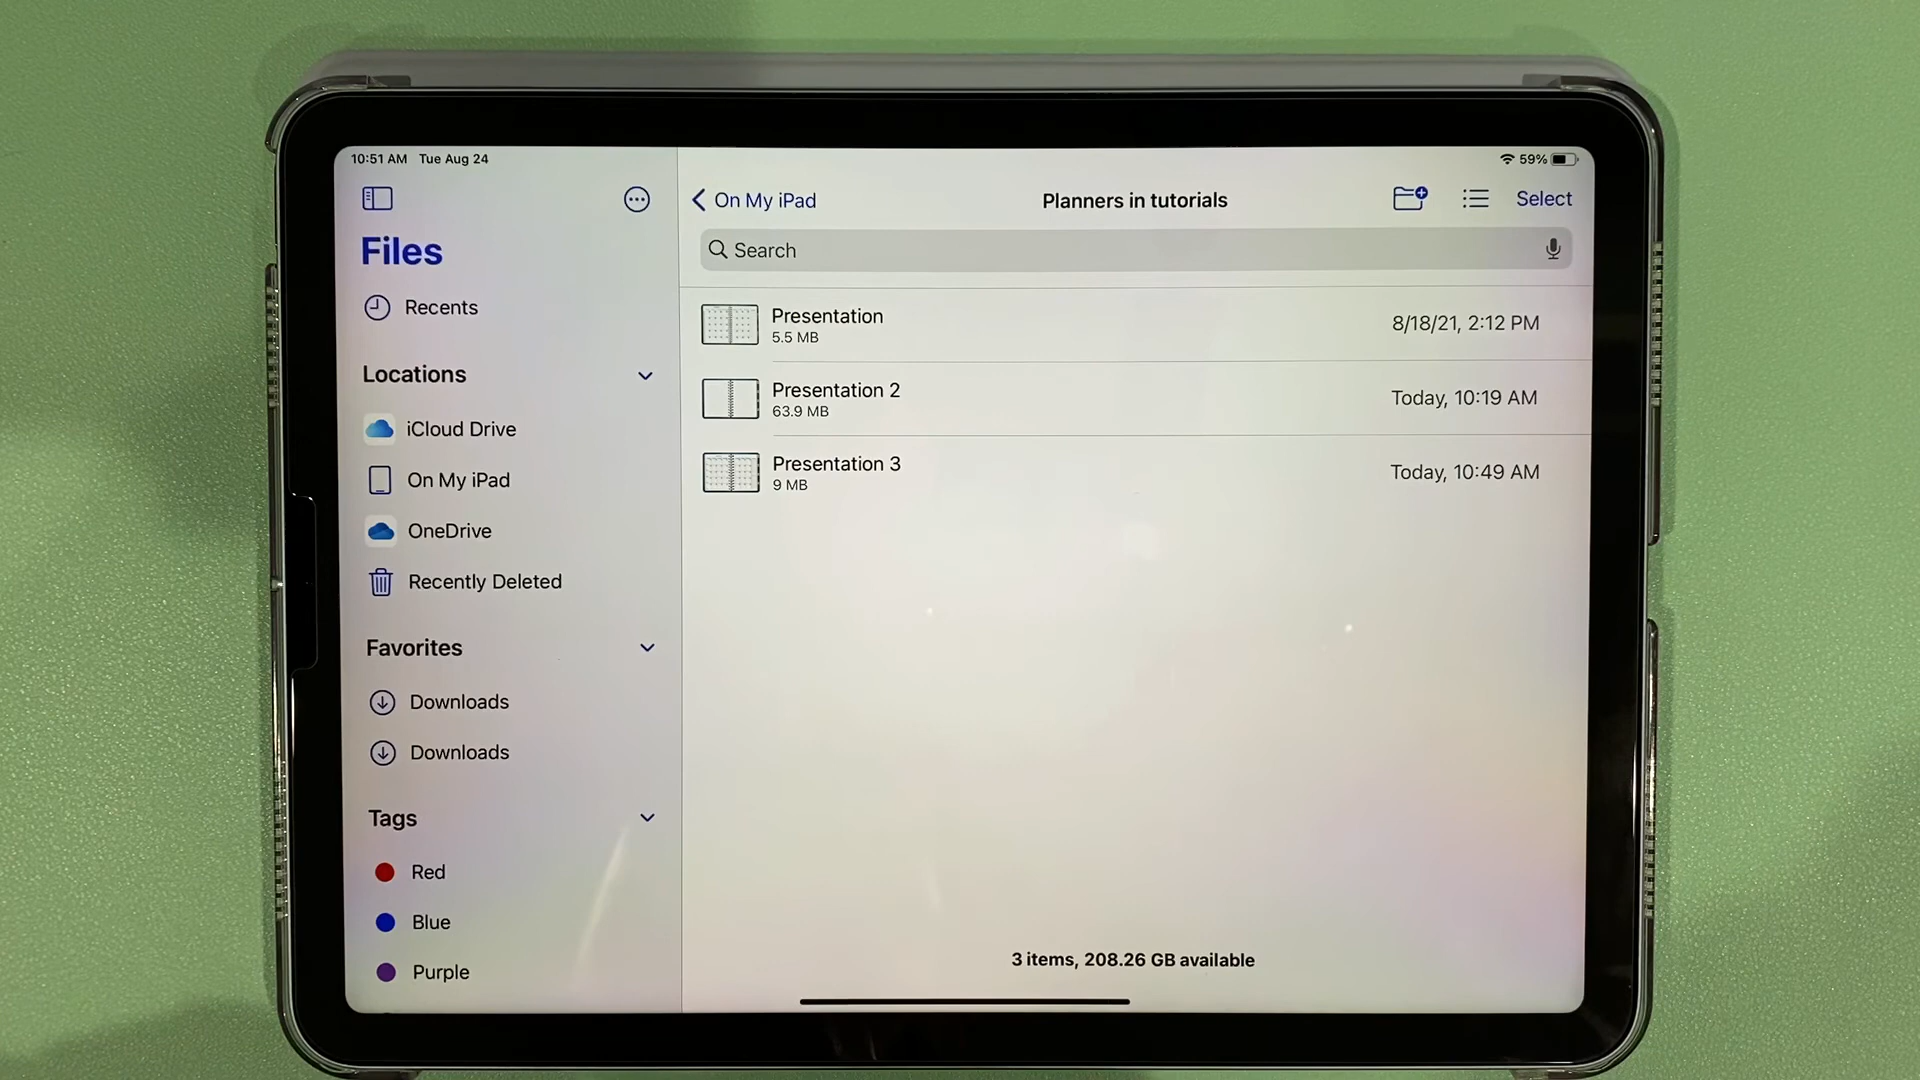 10:51 AM Tue Aug 24
59%
Files
Recents
Locations
iCloud Drive
On My iPad
OneDrive
Recently Deleted
Favorites
Downloads
Downloads
Tags
Red
Blue
Purple
On My iPad
Planners in tutorials
Select
Search
Presentation
5.5 MB
8/18/21, 2:12 PM
Presentation 2
63.9 MB
Today, 10:19 AM
Presentation 3
9 MB
Today, 10:49 AM
3 items, 208.26 GB available